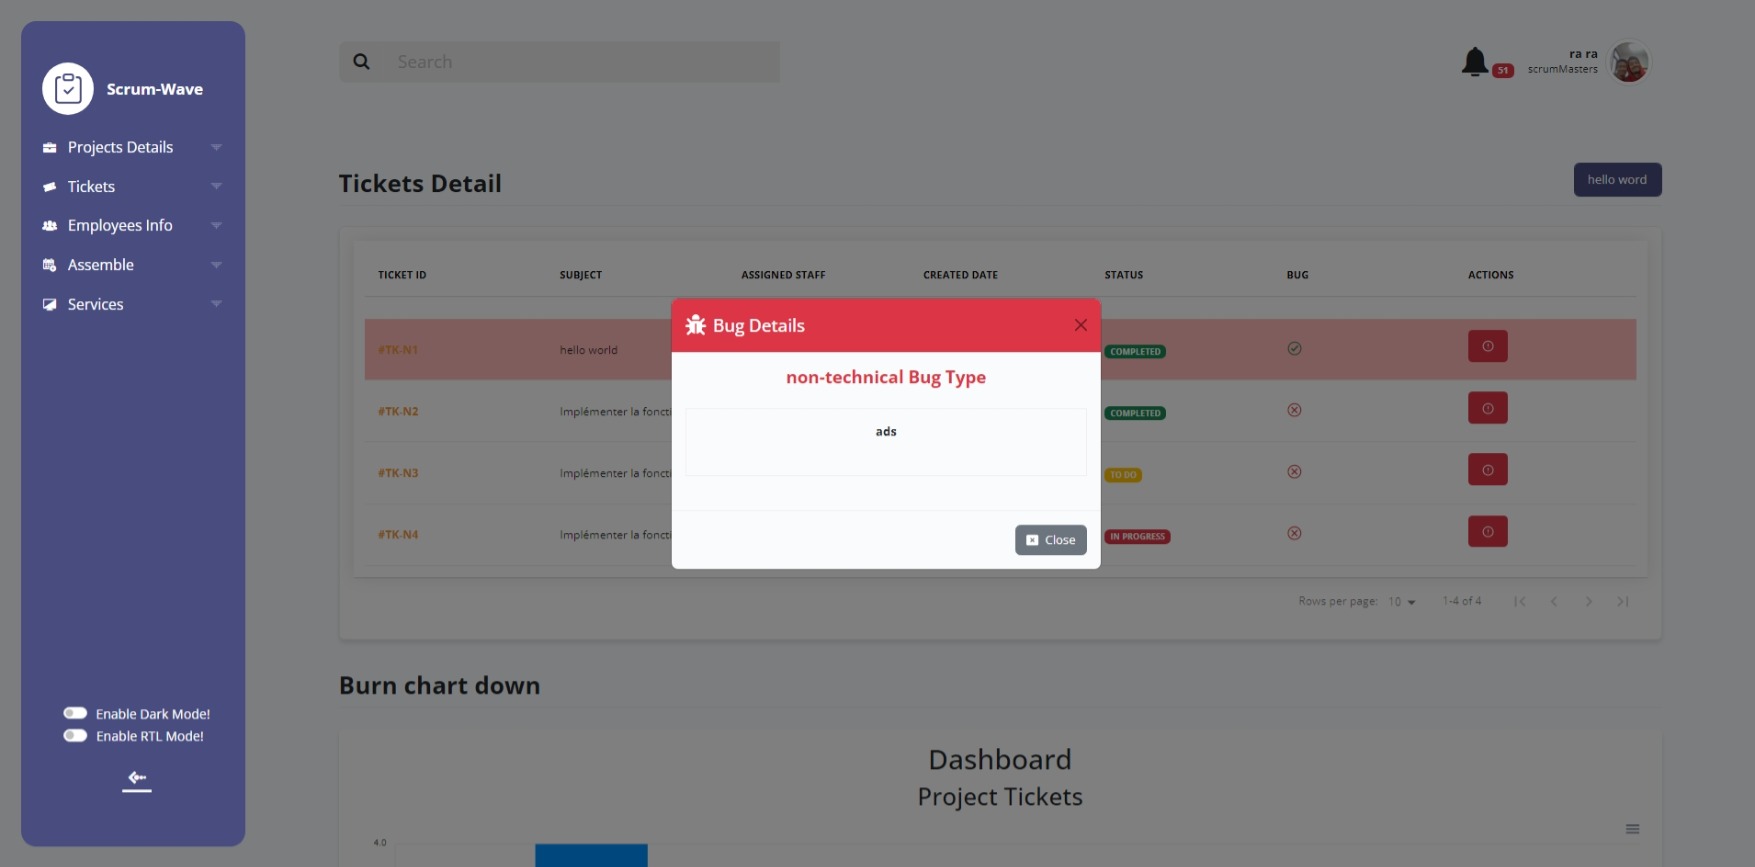 Scrum-Wave
Projects Details
Tickets
Employees Info
Assemble
Services
Enable Dark Mode!
Enable RTL Mode!
Search
51
ra ra
scrumMasters
Tickets Detail
hello word
TICKET ID SUBJECT ASSIGNED STAFF CREATED DATE STATUS BUG ACTIONS
#TK-N1 hello world COMPLETED
#TK-N2 Implémenter la foncti COMPLETED
#TK-N3 Implémenter la foncti TO DO
#TK-N4 Implémenter la foncti IN PROGRESS
Bug Details
non-technical Bug Type
ads
Close
Rows per page: 10 1-4 of 4
Burn chart down
Dashboard
Project Tickets
4.0